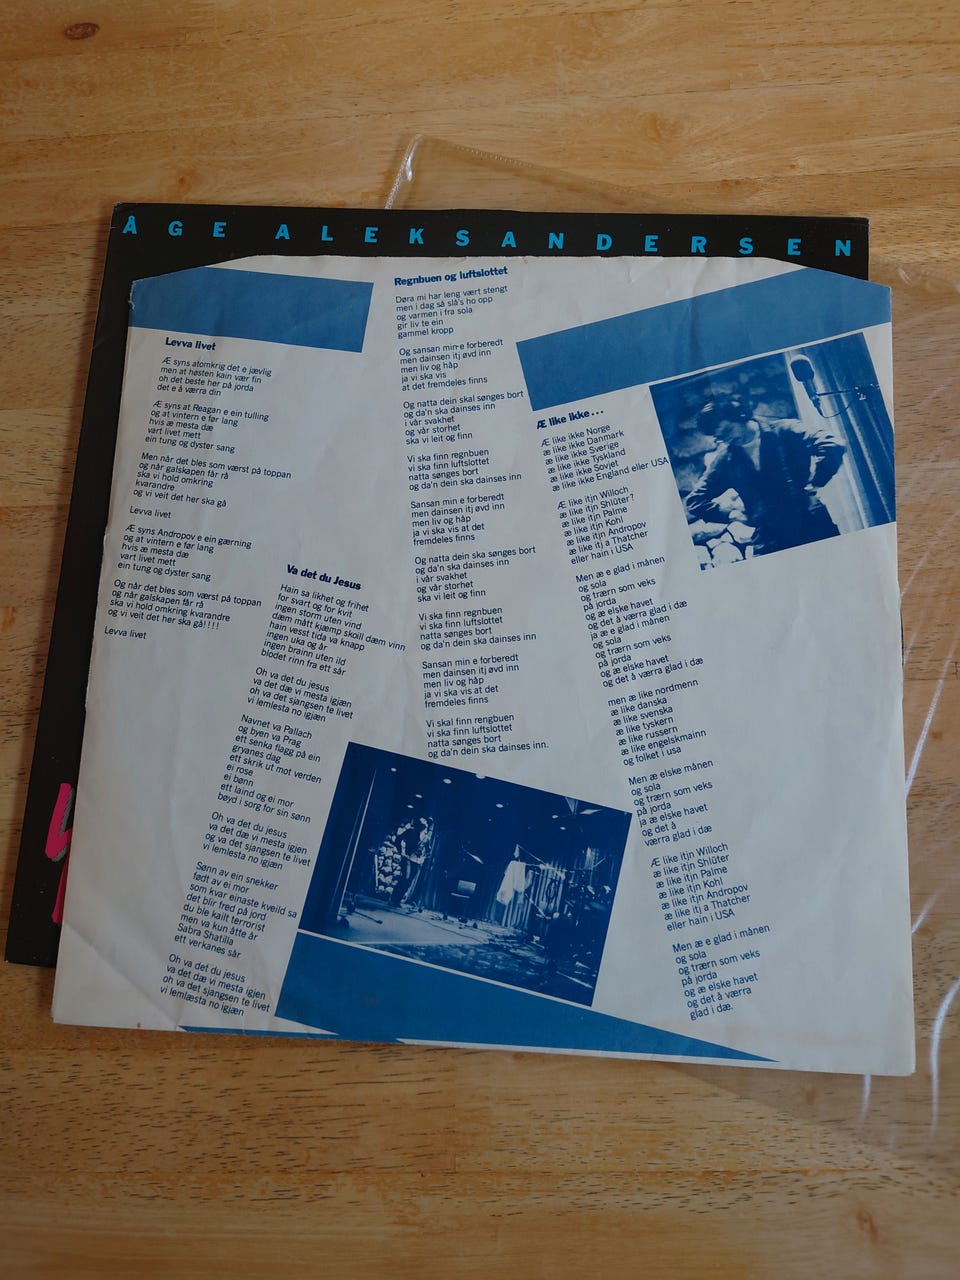 ÅGE ALEKSANDERSEN
Levva livet
Æ syns atomkrig det e jævlig
men at høsten kain vær fin
oh det beste her på jorda
det e å værra din
Æ syns at Reagan e ein tulling
og at vintern e før lang
hvis æ mesta dæ
vart livet mett
ein tung og dyster sang
Men når det bles som værst på toppan
og når galskapen får rå
ska vi hold omkring
kvarandre
og vi veit det her ska gå
Levva livet
Æ syns Andropov e ein gærning
og at vintern e før lang
hvis æ mesta dæ
vart livet mett
ein tung og dyster sang
Og når det bles som værst på toppan
og når galskapen får rå
ska vi hold omkring kvarandre
og vi veit det her ska gå!!!!
Levva livet
Va det du Jesus
Hain sa likhet og frihet
for svart og for kvit
ingen storm uten vind
dæm mått kjæmp skoill dæm vinn
hain vesst tida va knapp
ingen uka og år
ingen brainn uten ild
blodet rinn fra ett sår
Oh va det du jesus
va det dæ vi mesta igjæn
oh va det sjangsen te livet
vi lemlesta no igjæn
Navnet va Pallach
og byen va Prag
ett senka flagg på ein
gryanes dag
ett skrik ut mot verden
ei rose
ei bønn
ett laind og ei mor
bøyd i sorg for sin sønn
Oh va det du jesus
va det dæ vi mesta igjen
og va det sjangsen te livet
vi lemlesta no igjæn
Sønn av ein snekker
født av ei mor
som kvar einaste kveild sa
det blir fred på jord
du ble kailt terrorist
men va kun åtte år
Sabra Shatilla
ett verkanes sår
Oh va det du jesus
va det dæ vi mesta igjen
oh va det sjangsen te livet
vi lemlæsta no igjæn
Regnbuen og luftslottet
Døra mi har leng vært stengt
men i dag så slå's ho opp
og varmen i fra sola
gir liv te ein
gammel kropp
Og sansan min e forberedt
men dainsen itj øvd inn
men liv og håp
ja vi ska vis
at det fremdeles finns
Og natta dein skal sønges bort
og da'n ska dainses inn
i vår svakhet
og vår storhet
ska vi leit og finn
Vi ska finn regnbuen
vi ska finn luftslottet
natta sønges bort
og da'n dein ska dainses inn
Sansan min e forberedt
men dainsen itj øvd inn
men liv og håp
ja vi ska vis at det
fremdeles finns
Og natta dein ska sønges bort
og da'n ska dainses inn
i vår svakhet
og vår storhet
ska vi leit og finn
Vi ska finn regnbuen
vi ska finn luftslottet
natta sønges bort
og da'n dein ska dainses inn
Sansan min e forberedt
men dainsen itj øvd inn
men liv og håp
ja vi ska vis at det
fremdeles finns
Vi skal finn rengbuen
vi ska finn luftslottet
natta sønges bort
og da'n dein ska dainses inn.
Æ like ikke...
Æ like ikke Norge
æ like ikke Danmark
æ like ikke Sverige
æ like ikke Tyskland
æ like ikke Sovjet
æ like ikke England eller USA
Æ like itjn Willoch
æ like itjn Shlüter?
æ like itjn Palme
æ like itjn Kohl
æ like itjn Andropov
æ like itj a Thatcher
eller hain i USA
Men æ e glad i månen
og sola
og trærn som veks
på jorda
og æ elske havet
og det å værra glad i dæ
ja æ e glad i månen
og sola
og trærn som veks
på jorda
og æ elske havet
og det å værra glad i dæ
men æ like nordmenn
æ like danska
æ like svenska
æ like tyskern
æ like russern
æ like engelskmainn
og folket i usa
Men æ elske månen
og sola
og trærn som veks
på jorda
ja æ elske havet
og det å
værra glad i dæ
Æ like itjn Willoch
æ like itjn Shlüter
æ like itjn Palme
æ like itjn Kohl
æ like itjn Andropov
æ like itj a Thatcher
eller hain i USA
Men æ e glad i månen
og sola
og trærn som veks
på jorda
og æ elske havet
og det å værra
glad i dæ.